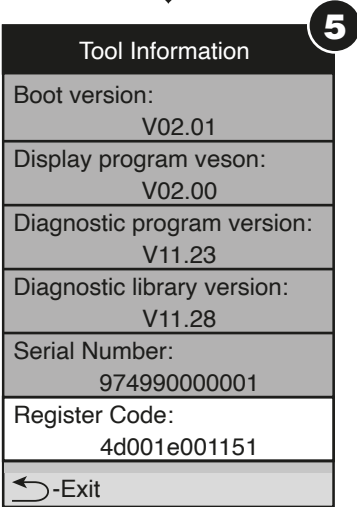 5
Tool Information
Boot version:
V02.01
Display program veson:
V02.00
Diagnostic program version:
V11.23
Diagnostic library version:
V11.28
Serial Number:
974990000001
Register Code:
4d001e001151
-Exit